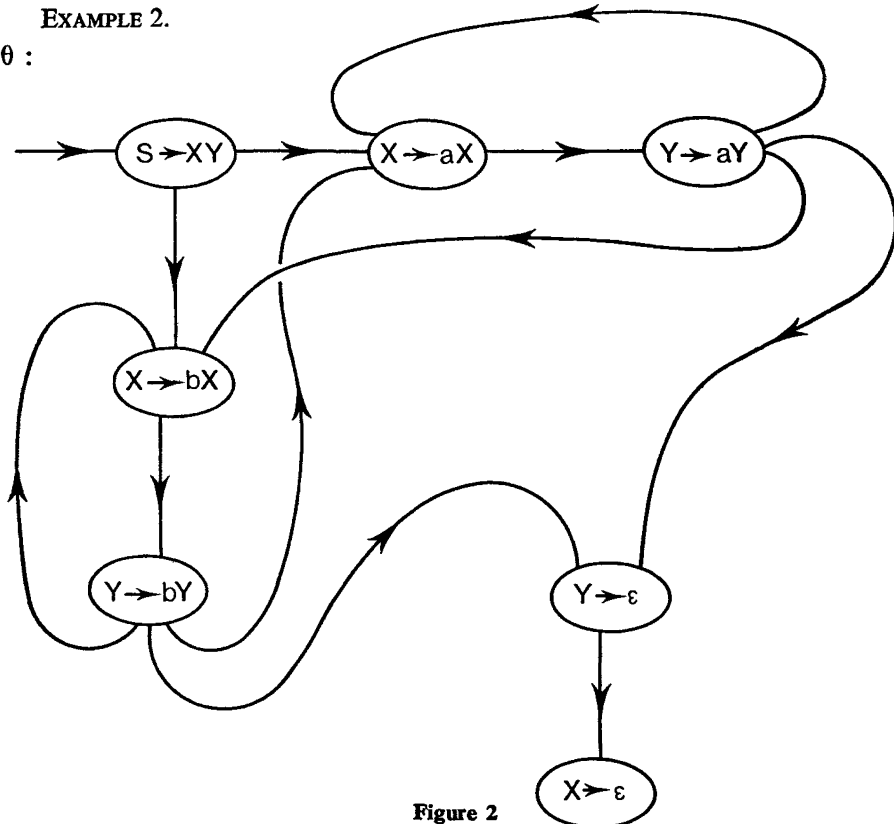 EXAMPLE 2.
θ :
S→XY
X→aX
Y→aY
X→bX
Y→bY
Y→ε
X→ε
Figure 2